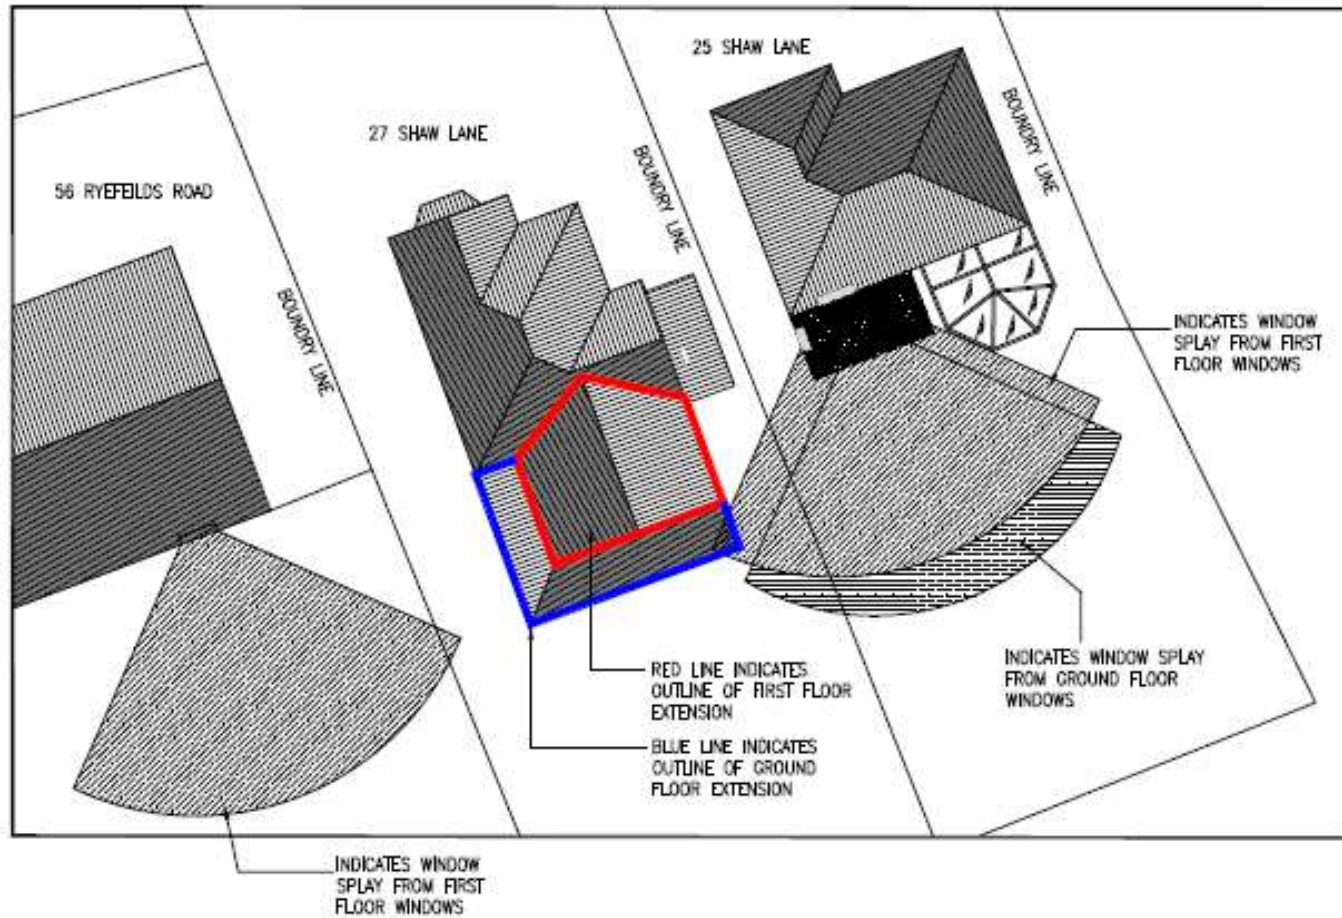 25 SHAW LANE
27 SHAW LANE
56 RYEFEILDS ROAD
BOUNDRY LINE
BOUNDRY LINE
BOUNDRY LINE
INDICATES WINDOW
SPLAY FROM FIRST
FLOOR WINDOWS
INDICATES WINDOW SPLAY
FROM GROUND FLOOR
WINDOWS
RED LINE INDICATES
OUTLINE OF FIRST FLOOR
EXTENSION
BLUE LINE INDICATES
OUTLINE OF GROUND
FLOOR EXTENSION
INDICATES WINDOW
SPLAY FROM FIRST
FLOOR WINDOWS